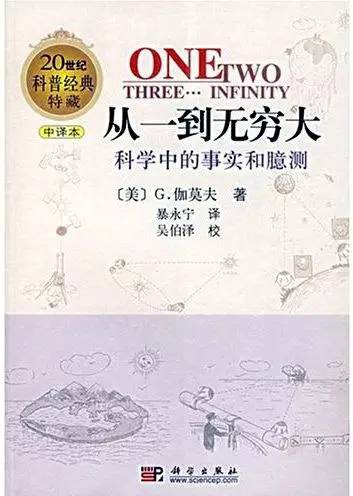 20世纪
科普经典
特藏
中译本
ONE TWO
THREE… INFINITY
从一到无穷大
科学中的事实和臆测
〔美〕G.伽莫夫 著
暴永宁 译
吴伯泽 校
科学出版社
www.sciencep.com